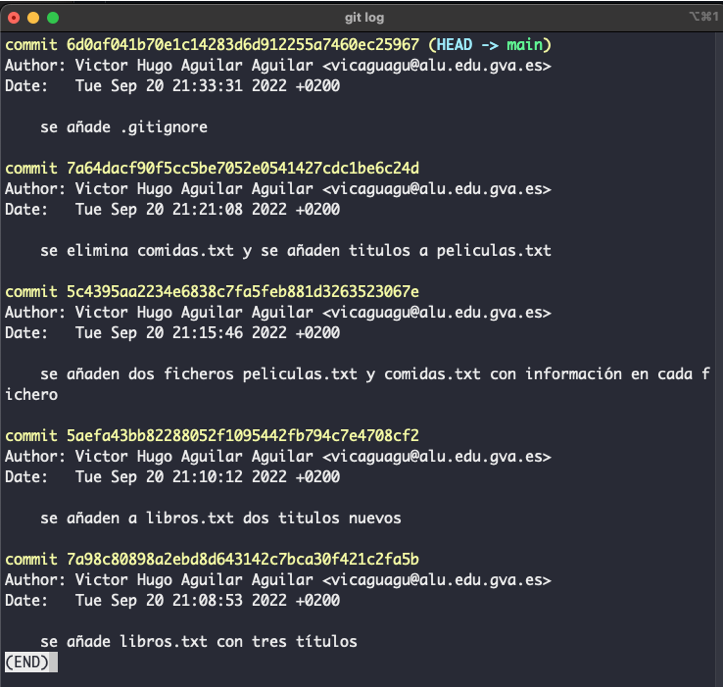 git log
⌥⌘1
commit 6d0af041b70e1c14283d6d912255a7460ec25967 (HEAD -> main)
Author: Victor Hugo Aguilar Aguilar <vicaguagu@alu.edu.gva.es>
Date:   Tue Sep 20 21:33:31 2022 +0200
se añade .gitignore
commit 7a64dacf90f5cc5be7052e0541427cdc1be6c24d
Author: Victor Hugo Aguilar Aguilar <vicaguagu@alu.edu.gva.es>
Date:   Tue Sep 20 21:21:08 2022 +0200
se elimina comidas.txt y se añaden titulos a peliculas.txt
commit 5c4395aa2234e6838c7fa5feb881d3263523067e
Author: Victor Hugo Aguilar Aguilar <vicaguagu@alu.edu.gva.es>
Date:   Tue Sep 20 21:15:46 2022 +0200
se añaden dos ficheros peliculas.txt y comidas.txt con información en cada f
ichero
commit 5aefa43bb82288052f1095442fb794c7e4708cf2
Author: Victor Hugo Aguilar Aguilar <vicaguagu@alu.edu.gva.es>
Date:   Tue Sep 20 21:10:12 2022 +0200
se añaden a libros.txt dos titulos nuevos
commit 7a98c80898a2ebd8d643142c7bca30f421c2fa5b
Author: Victor Hugo Aguilar Aguilar <vicaguagu@alu.edu.gva.es>
Date:   Tue Sep 20 21:08:53 2022 +0200
se añade libros.txt con tres títulos
(END)